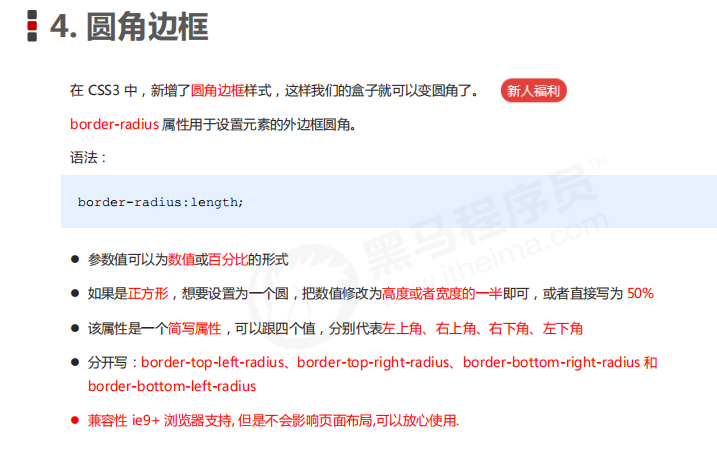 4. 圆角边框
在 CSS3 中，新增了圆角边框样式，这样我们的盒子就可以变圆角了。 新人福利
border-radius 属性用于设置元素的外边框圆角。
语法：
border-radius:length;
黑马程序员™
www.itheima.com
● 参数值可以为数值或百分比的形式
● 如果是正方形，想要设置为一个圆，把数值修改为高度或者宽度的一半即可，或者直接写为 50%
● 该属性是一个简写属性，可以跟四个值，分别代表左上角、右上角、右下角、左下角
● 分开写：border-top-left-radius、border-top-right-radius、border-bottom-right-radius 和
border-bottom-left-radius
● 兼容性 ie9+ 浏览器支持, 但是不会影响页面布局,可以放心使用.